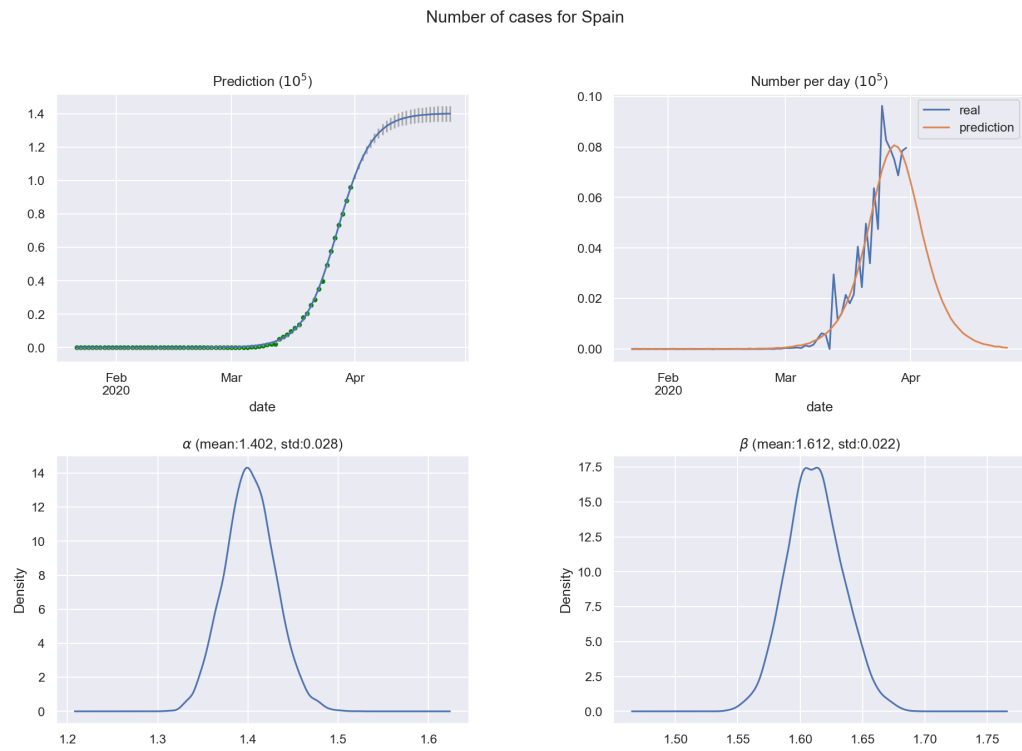 Number of cases for Spain
Prediction (10^5)
1.4
1.2
1.0
0.8
0.6
0.4
0.2
0.0
Feb
2020
Mar
Apr
date
Number per day (10^5)
0.10
0.08
0.06
0.04
0.02
0.00
real
prediction
Feb
2020
Mar
Apr
date
α (mean:1.402, std:0.028)
Density
14
12
10
8
6
4
2
0
1.2
1.3
1.4
1.5
1.6
β (mean:1.612, std:0.022)
Density
17.5
15.0
12.5
10.0
7.5
5.0
2.5
0.0
1.50
1.55
1.60
1.65
1.70
1.75